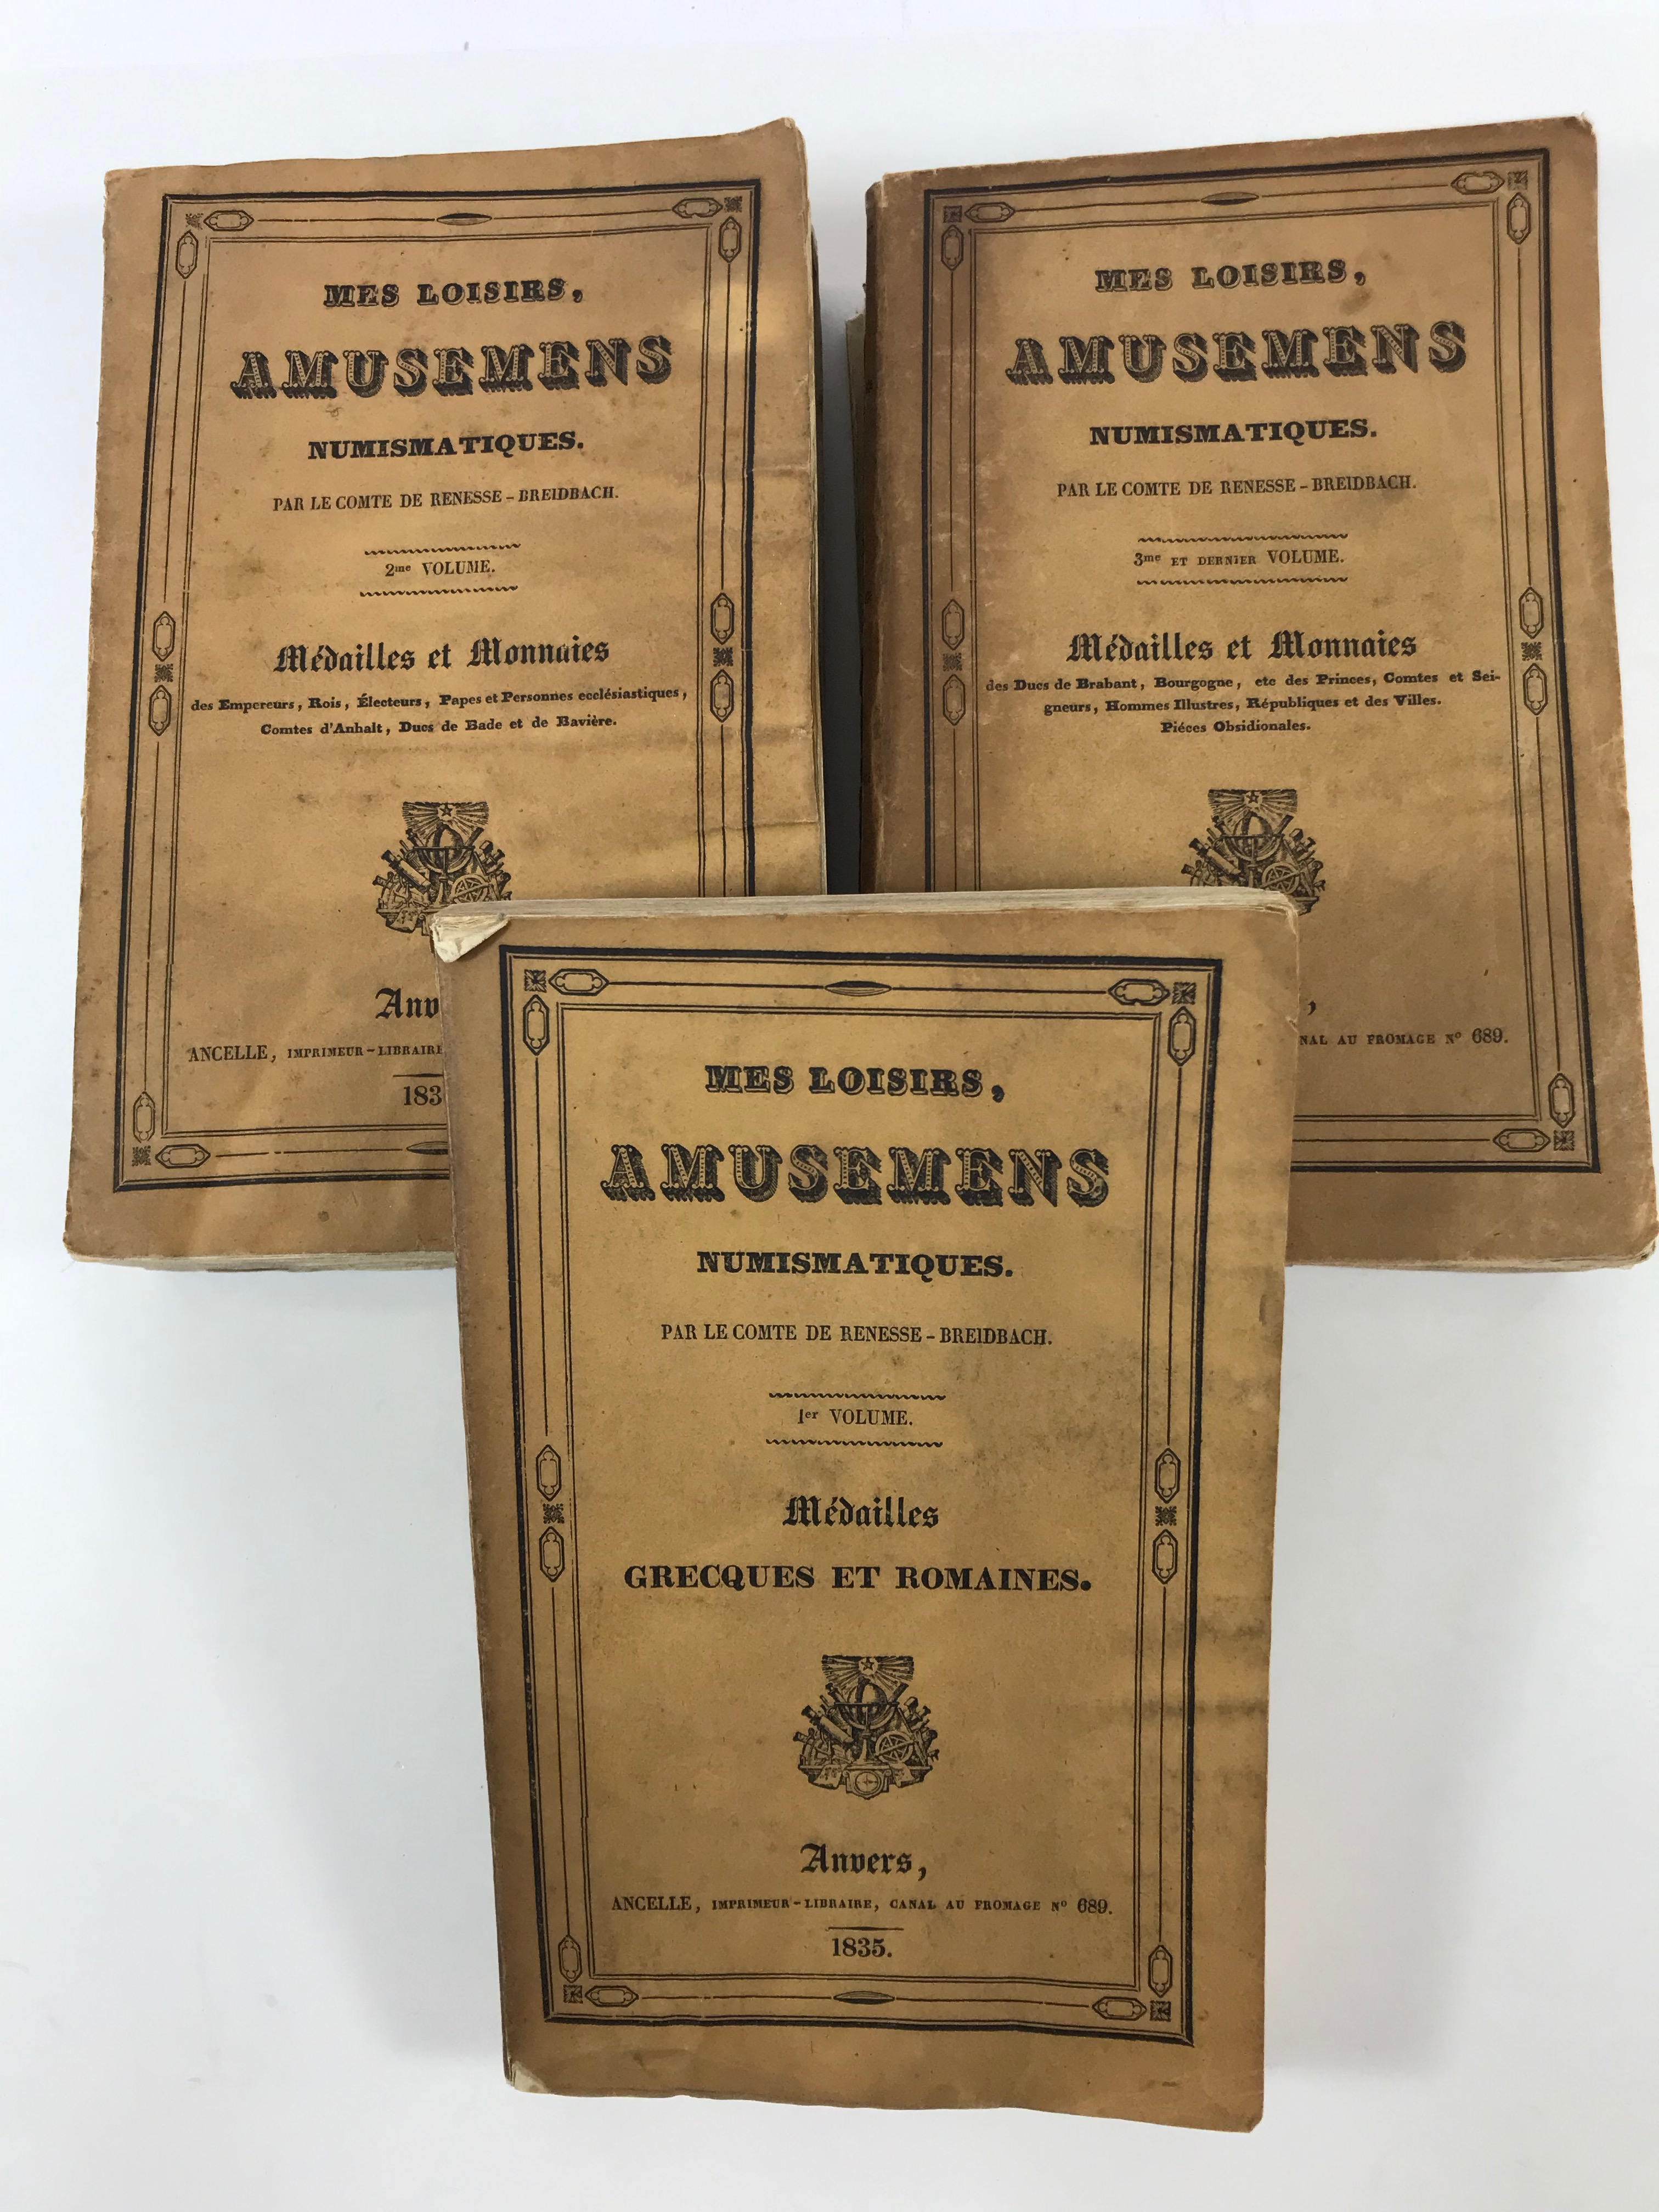 MES LOISIRS,
AMUSEMENS
NUMISMATIQUES.
PAR LE COMTE DE RENESSE-BREIDBACH.
2me VOLUME.
Médailles et Monnaies
des Empereurs, Rois, Électeurs, Papes et Personnes ecclésiastiques,
Comtes d'Anhalt, Ducs de Bade et de Bavière.
Anv
ANCELLE, IMPRIMEUR-LIBRAIRE
183
MES LOISIRS,
AMUSEMENS
NUMISMATIQUES.
PAR LE COMTE DE RENESSE-BREIDBACH.
3me ET DERNIER VOLUME.
Médailles et Monnaies
des Ducs de Brabant, Bourgogne, etc des Princes, Comtes et Sei-
gneurs, Hommes Illustres, Républiques et des Villes.
Piéces Obsidionales.
,
NAL AU FROMAGE No 689.
MES LOISIRS,
AMUSEMENS
NUMISMATIQUES.
PAR LE COMTE DE RENESSE-BREIDBACH.
1er VOLUME.
Médailles
GRECQUES ET ROMAINES.
Anvers,
ANCELLE, IMPRIMEUR-LIBRAIRE, CANAL AU FROMAGE No 689.
1835.